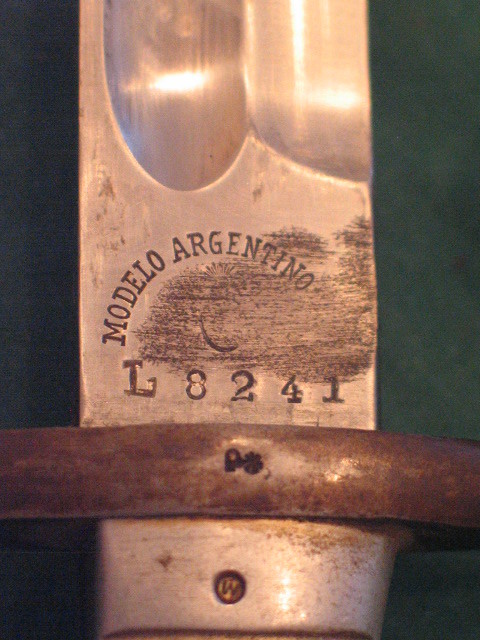 MODELO ARGENTINO
L 8241
P*
W